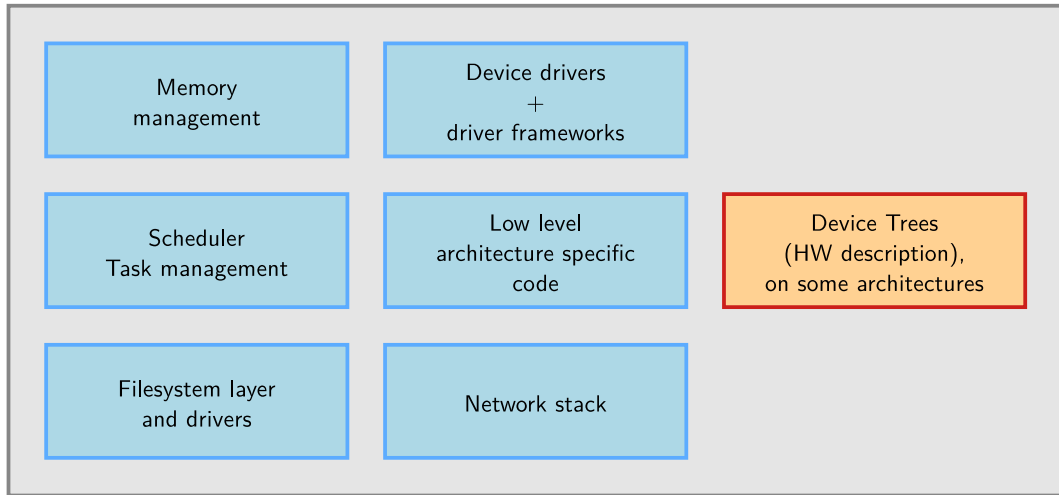 Memory
management
Device drivers
+
driver frameworks
Scheduler
Task management
Low level
architecture specific
code
Device Trees
(HW description),
on some architectures
Filesystem layer
and drivers
Network stack